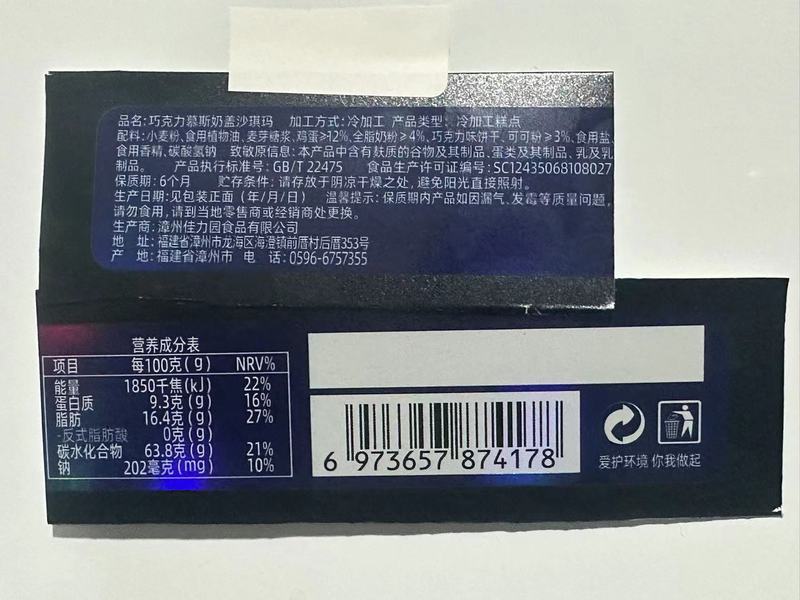 品名:巧克力慕斯奶盖沙琪玛 加工方式:冷加工 产品类型:冷加工糕点
配料:小麦粉、食用植物油、麦芽糖浆、鸡蛋≥12%、全脂奶粉≥4%、巧克力味饼干、可可粉≥3%、食用盐、
食用香精、碳酸氢钠 致敏原信息:本产品中含有麸质的谷物及其制品、蛋类及其制品、乳及乳
制品。 产品执行标准号:GB/T 22475 食品生产许可证编号:SC12435068108027
保质期:6个月 贮存条件:请存放于阴凉干燥之处,避免阳光直接照射。
生产日期:见包装正面(年/月/日) 温馨提示:保质期内产品如因漏气、发霉等质量问题,
请勿食用,请到当地零售商或经销商处更换。
生产商:漳州佳力园食品有限公司
地 址:福建省漳州市龙海区海澄镇前厝村后厝353号
产 地:福建省漳州市 电 话:0596-6757355
营养成分表
项目 每100克(g) NRV%
能量 1850千焦(kJ) 22%
蛋白质 9.3克(g) 16%
脂肪 16.4克(g) 27%
-反式脂肪酸 0克(g)
碳水化合物 63.8克(g) 21%
钠 202毫克(mg) 10%
6 973657 874178
爱护环境 你我做起